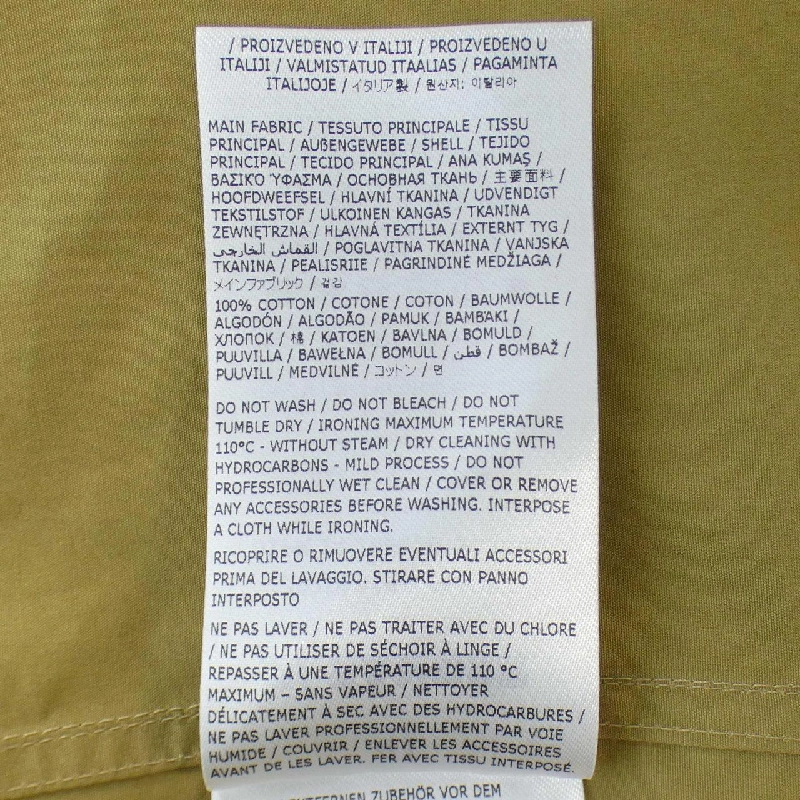 / PROIZVEDENO V ITALIJI / PROIZVEDENO U
ITALIJI / VALMISTATUD ITAALIAS / PAGAMINTA
ITALIJOJE / イタリア製 / 원산지: 이탈리아
MAIN FABRIC / TESSUTO PRINCIPALE / TISSU
PRINCIPAL / AUßENGEWEBE / SHELL / TEJIDO
PRINCIPAL / TECIDO PRINCIPAL / ANA KUMAŞ /
ΒΑΣΙΚΌ ΎΦΑΣΜΑ / ОСНОВНАЯ ТКАНЬ / 主要面料 /
HOOFDWEEFSEL / HLAVNÍ TKANINA / UDVENDIGT
TEKSTILSTOF / ULKOINEN KANGAS / TKANINA
ZEWNĘTRZNA / HLAVNÁ TEXTÍLIA / EXTERNT TYG /
القماش الخارجي / POGLAVITNA TKANINA / VANJSKA
TKANINA / PEALISRIIE / PAGRINDINĖ MEDŽIAGA /
メインファブリック / 겉감
100% COTTON / COTONE / COTON / BAUMWOLLE /
ALGODÓN / ALGODÃO / PAMUK / ΒΑΜΒΆΚΙ /
ХЛОПОК / 棉 / KATOEN / BAVLNA / BOMULD /
PUUVILLA / BAWEŁNA / BOMULL / قطن / BOMBAŽ /
PUUVILL / MEDVILNĖ / コットン / 면
DO NOT WASH / DO NOT BLEACH / DO NOT
TUMBLE DRY / IRONING MAXIMUM TEMPERATURE
110°C - WITHOUT STEAM / DRY CLEANING WITH
HYDROCARBONS - MILD PROCESS / DO NOT
PROFESSIONALLY WET CLEAN / COVER OR REMOVE
ANY ACCESSORIES BEFORE WASHING. INTERPOSE
A CLOTH WHILE IRONING.
RICOPRIRE O RIMUOVERE EVENTUALI ACCESSORI
PRIMA DEL LAVAGGIO. STIRARE CON PANNO
INTERPOSTO
NE PAS LAVER / NE PAS TRAITER AVEC DU CHLORE
/ NE PAS UTILISER DE SÉCHOIR À LINGE /
REPASSER À UNE TEMPÉRATURE DE 110 °C
MAXIMUM – SANS VAPEUR / NETTOYER
DÉLICATEMENT À SEC AVEC DES HYDROCARBURES /
NE PAS LAVER PROFESSIONNELLEMENT PAR VOIE
HUMIDE / COUVRIR / ENLEVER LES ACCESSOIRES
AVANT DE LES LAVER. FER AVEC TISSU INTERPOSÉ.
ZUBEHÖR VOR DEM